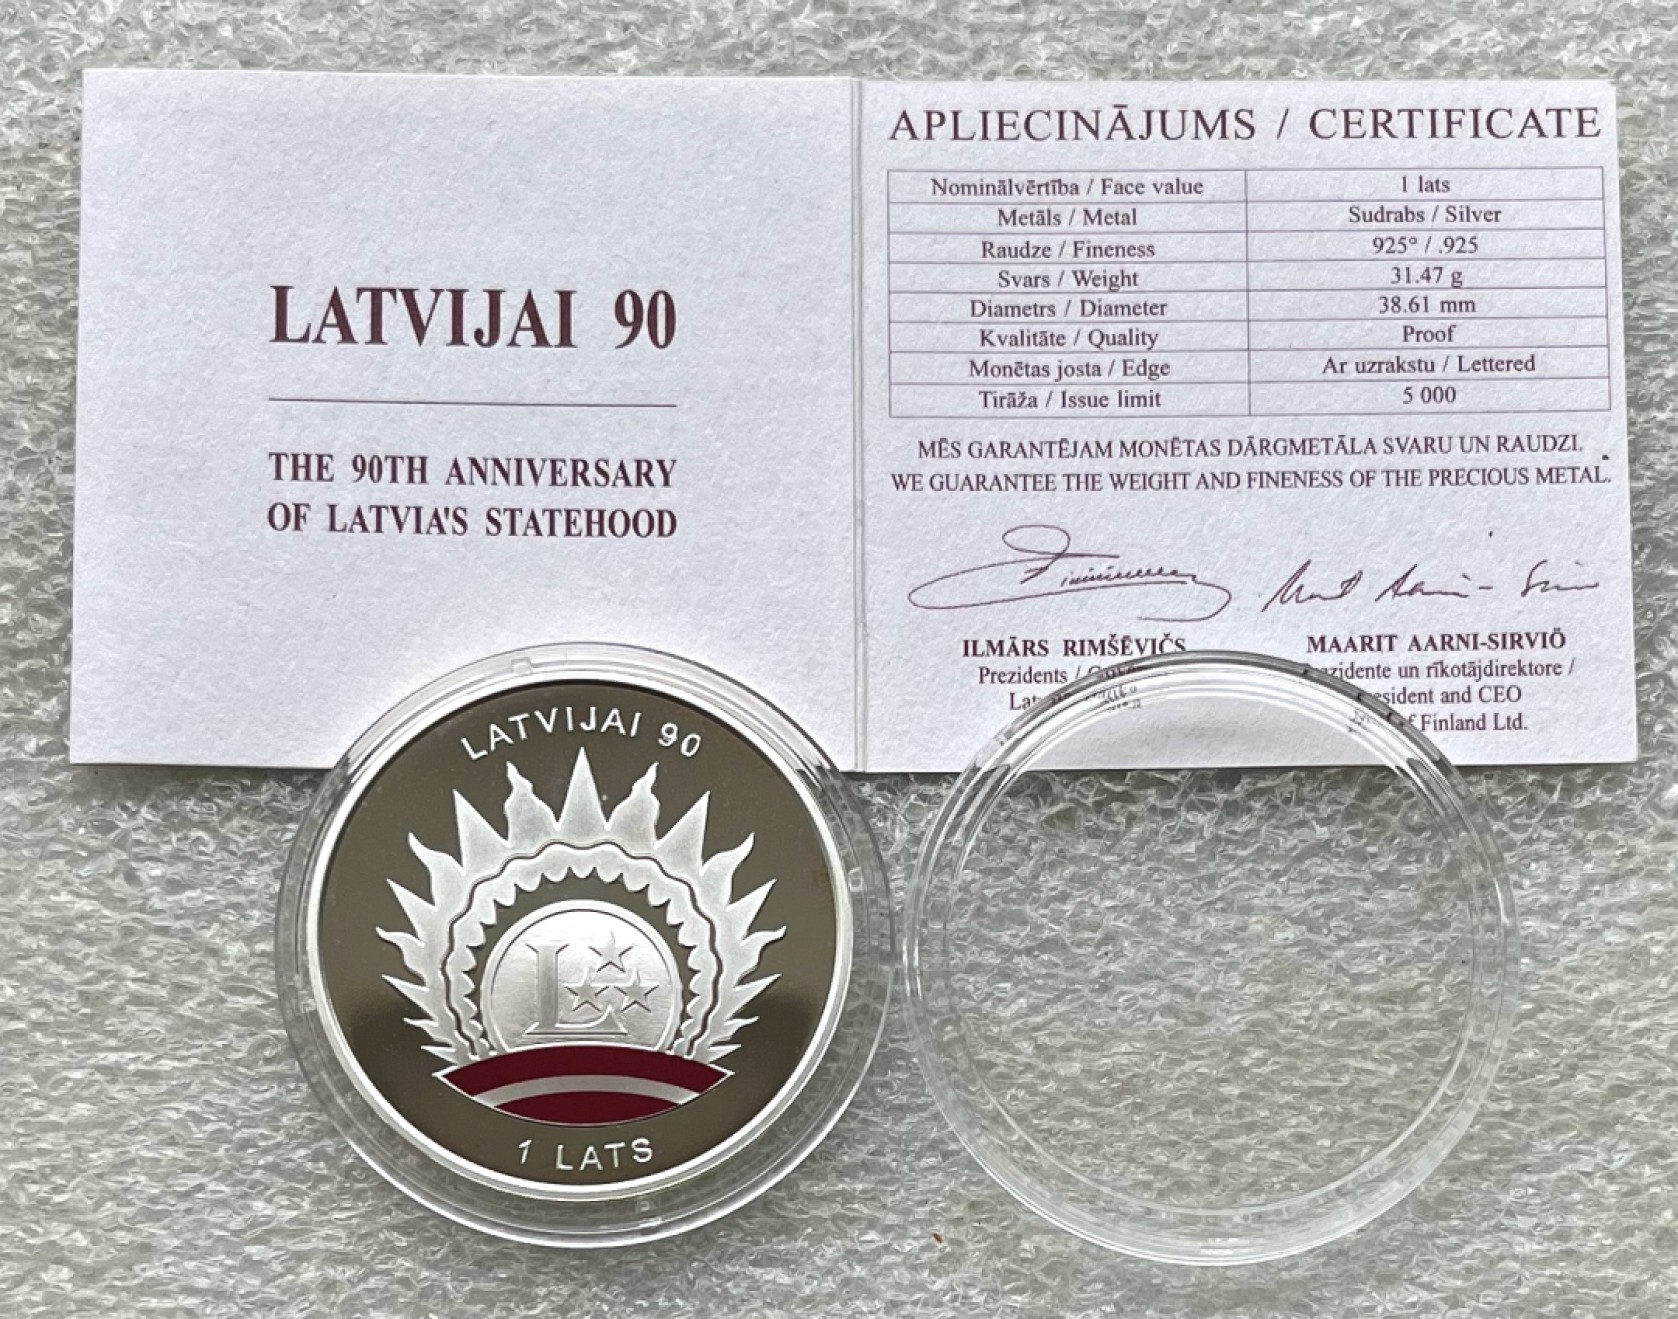 LATVIJAI 90
THE 90TH ANNIVERSARY
OF LATVIA'S STATEHOOD
APLIECINĀJUMS / CERTIFICATE
Nominālvērtība / Face value 1 lats
Metāls / Metal Sudrabs / Silver
Raudze / Fineness 925° / .925
Svars / Weight 31.47 g
Diametrs / Diameter 38.61 mm
Kvalitāte / Quality Proof
Monētas josta / Edge Ar uzrakstu / Lettered
Tirāža / Issue limit 5 000
MĒS GARANTĒJAM MONĒTAS DĀRGMETĀLA SVARU UN RAUDZI.
WE GUARANTEE THE WEIGHT AND FINENESS OF THE PRECIOUS METAL.
ILMĀRS RIMŠĒVIČS
Prezidents /
MAARIT AARNI-SIRVIÖ
un rīkotājdirektore /
and CEO
Finland Ltd.
LATVIJAI 90
L
1 LATS